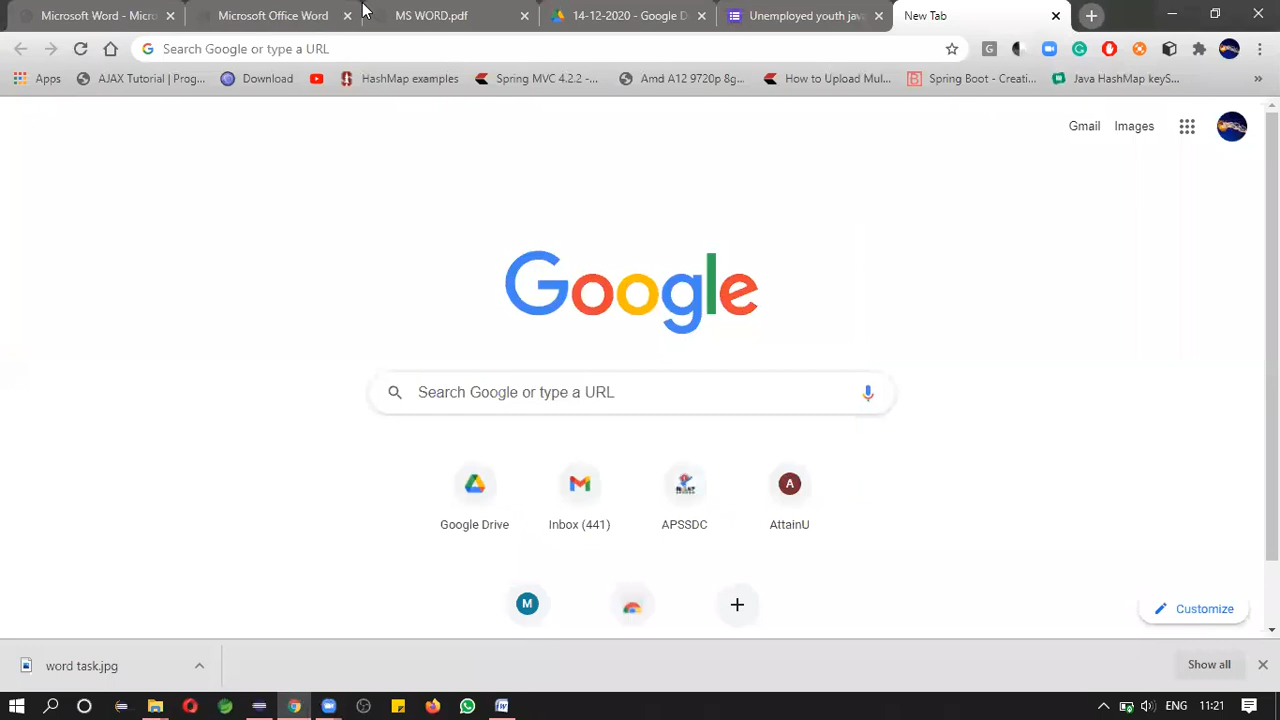 Microsoft Word - Micro
Microsoft Office Word
MS WORD.pdf
14-12-2020 - Google D
Unemployed youth java
New Tab
Search Google or type a URL
Apps
AJAX Tutorial | Prog...
Download
HashMap examples
Spring MVC 4.2.2 -...
Amd A12 9720p Rg...
How to Upload Mul...
Spring Boot - Creati...
Java HashMap keyS...
»
Gmail
Images
Google
Search Google or type a URL
Google Drive
Inbox (441)
APSSDC
A
AttainU
M
Customize
word task.jpg
Show all
ENG
11:21